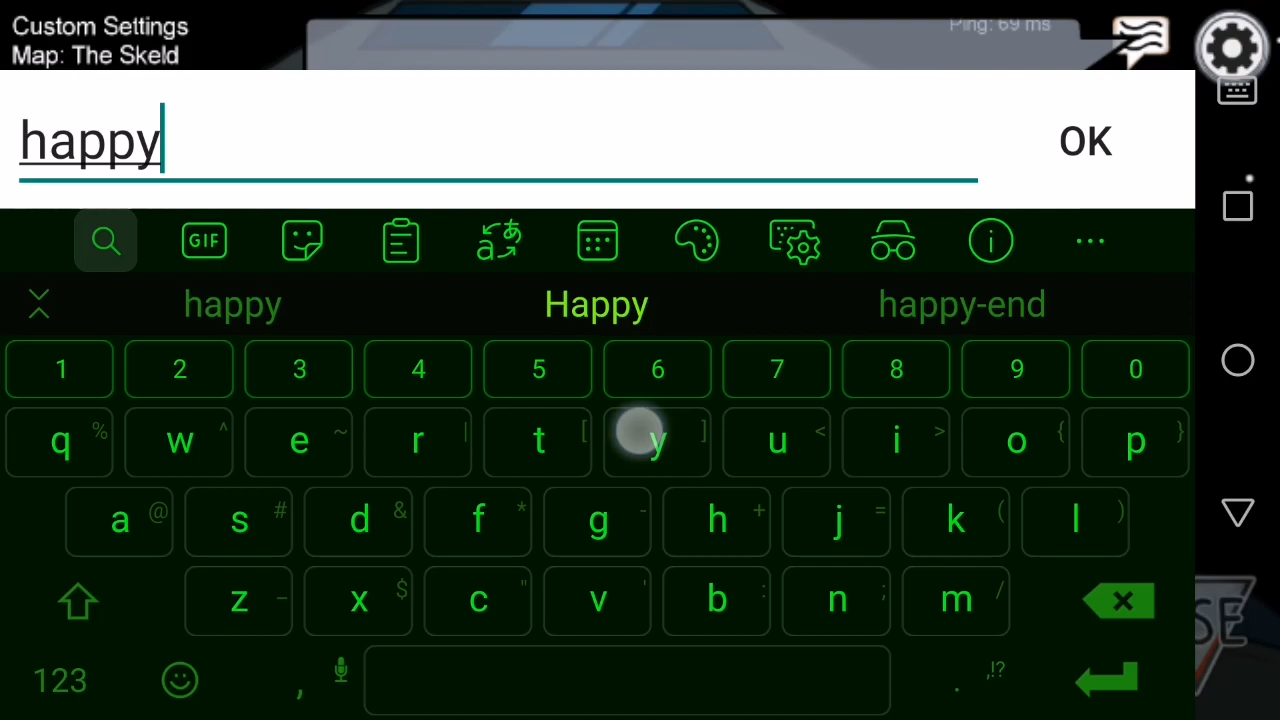 Custom Settings
Map: The Skeld
Ping: 69 ms
happy
OK
GIF
happy Happy happy-end
1 2 3 4 5 6 7 8 9 0
q % w ^ e ~ r | t [ y ] u < i > o { p }
a @ s # d & f * g - h + j = k ( l )
z _ x $ c " v ' b : n ; m /
123 , . ,!?